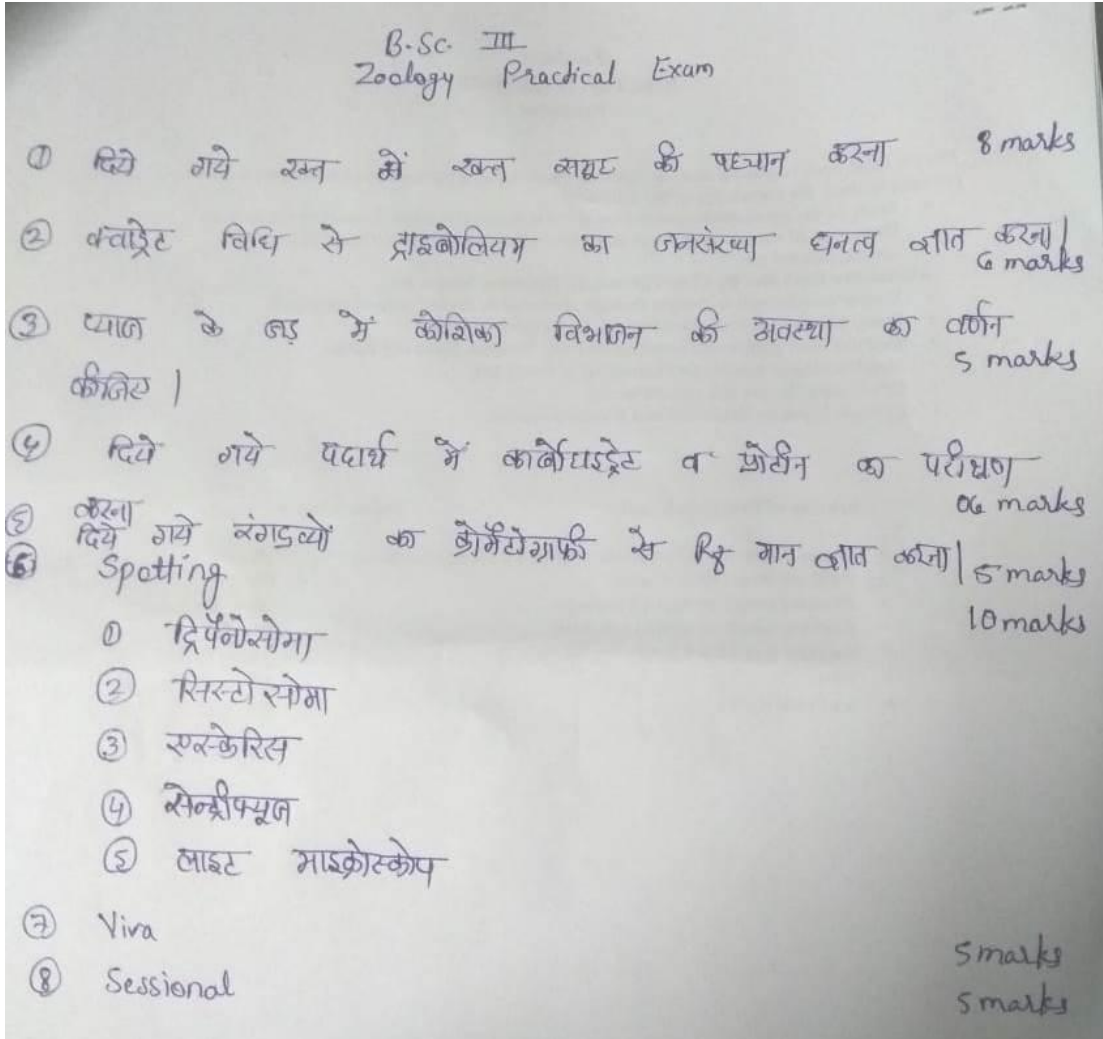 B.Sc. III
Zoology Practical Exam
① दिये गये रक्त में रक्त समूह की पहचान करना 8 marks
② क्वाड्रेट विधि से ट्राइबोलियम का जनसंख्या घनत्व ज्ञात करना|
6 marks
③ प्याज के जड़ में कोशिका विभाजन की अवस्था का वर्णन
5 marks
कीजिए |
④ दिये गये पदार्थ में कार्बोहाइड्रेट व प्रोटीन का परीक्षण
06 marks
करना
⑤ दिये गये रंगद्रव्यों का क्रोमैटोग्राफी से Rf मान ज्ञात करना| 5 marks
⑥ Spotting
10 marks
① ट्रिपैनोसोमा
② सिस्टोसोमा
③ एस्केरिस
④ सेन्ट्रीफ्यूज
⑤ लाइट माइक्रोस्कोप
⑦ Viva
5 marks
⑧ Sessional
5 marks